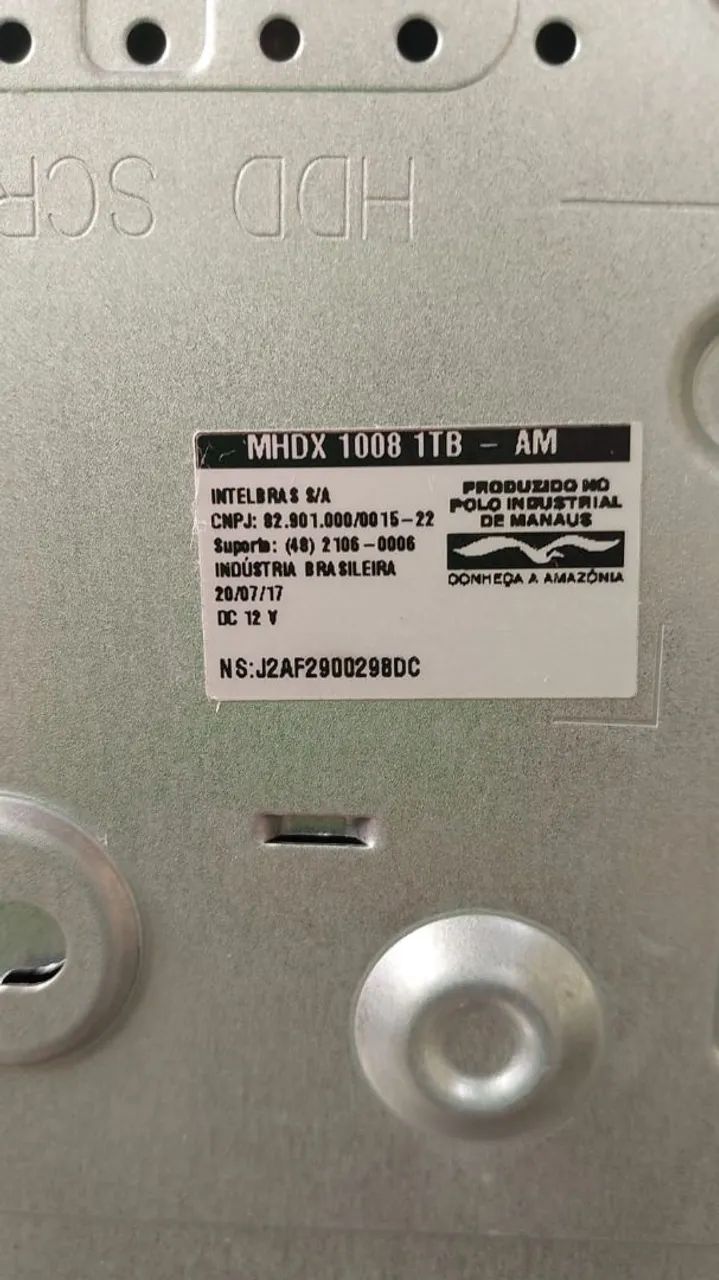 HDD SCR
MHDX 1008 1TB - AM
INTELBRAS S/A
CNPJ: 82.901.000/0015-22
Suporte: (48) 2106-0006
INDÚSTRIA BRASILEIRA
20/07/17
DC 12 V
NS:J2AF2900298DC
PRODUZIDO NO
POLO INDUSTRIAL
DE MANAUS
CONHEÇA A AMAZÔNIA